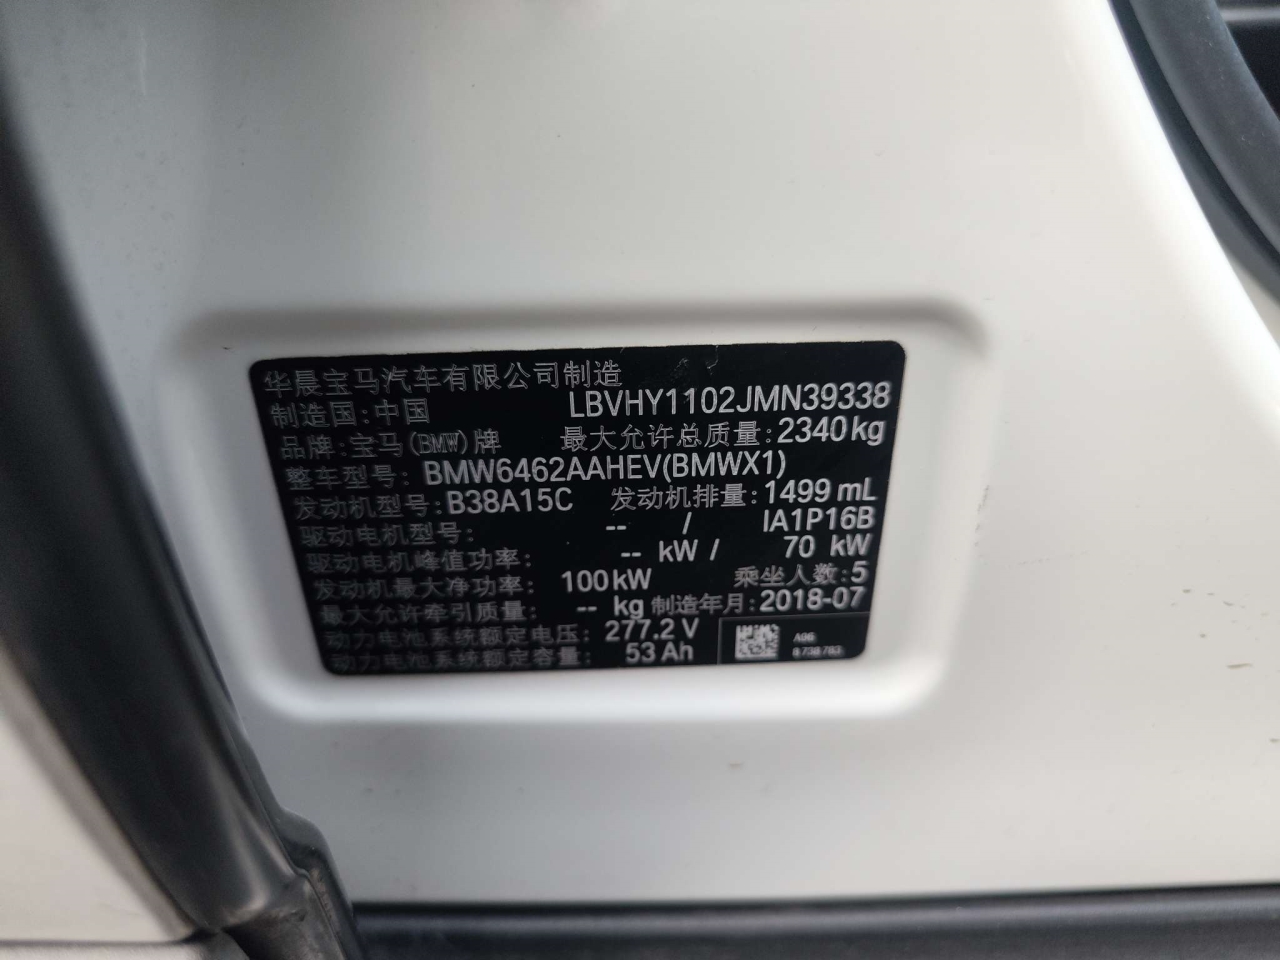 华晨宝马汽车有限公司制造
制造国:中国 LBVHY1102JMN39338
品牌:宝马(BMW)牌 最大允许总质量:2340kg
整车型号: BMW6462AAHEV(BMWX1)
发动机型号:B38A15C 发动机排量:1499 mL
驱动电机型号: -- / IA1P16B
驱动电机峰值功率: -- kW / 70 kW
发动机最大净功率: 100kW 乘坐人数:5
最大允许牵引质量: -- kg 制造年月:2018-07
动力电池系统额定电压: 277.2 V
动力电池系统额定容量: 53 Ah
A96
8 738 783